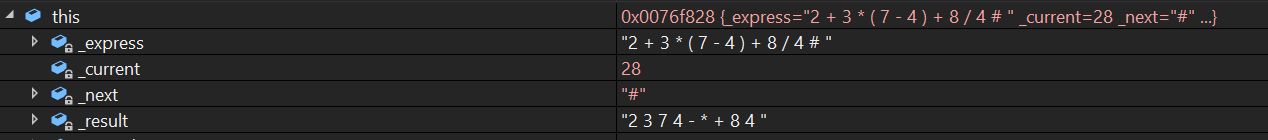 this 0x0076f828 {_express="2 + 3 * ( 7 - 4 ) + 8 / 4 # " _current=28 _next="#" ...}
_express "2 + 3 * ( 7 - 4 ) + 8 / 4 # "
_current 28
_next "#"
_result "2 3 7 4 - * + 8 4 "